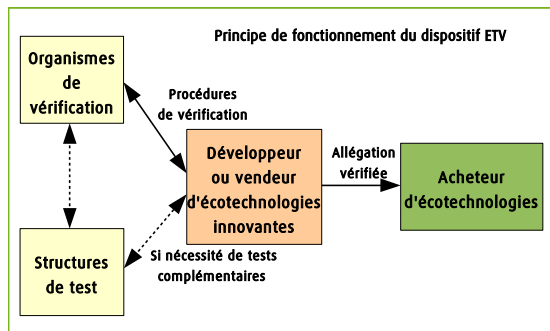 Principe de fonctionnement du dispositif ETV
Organismes
de
vérification
Procédures
de vérification
Développeur
ou vendeur
d'écotechnologies
innovantes
Allégation
vérifiée
Acheteur
d'écotechnologies
Structures
de test
Si nécessité de tests
complémentaires